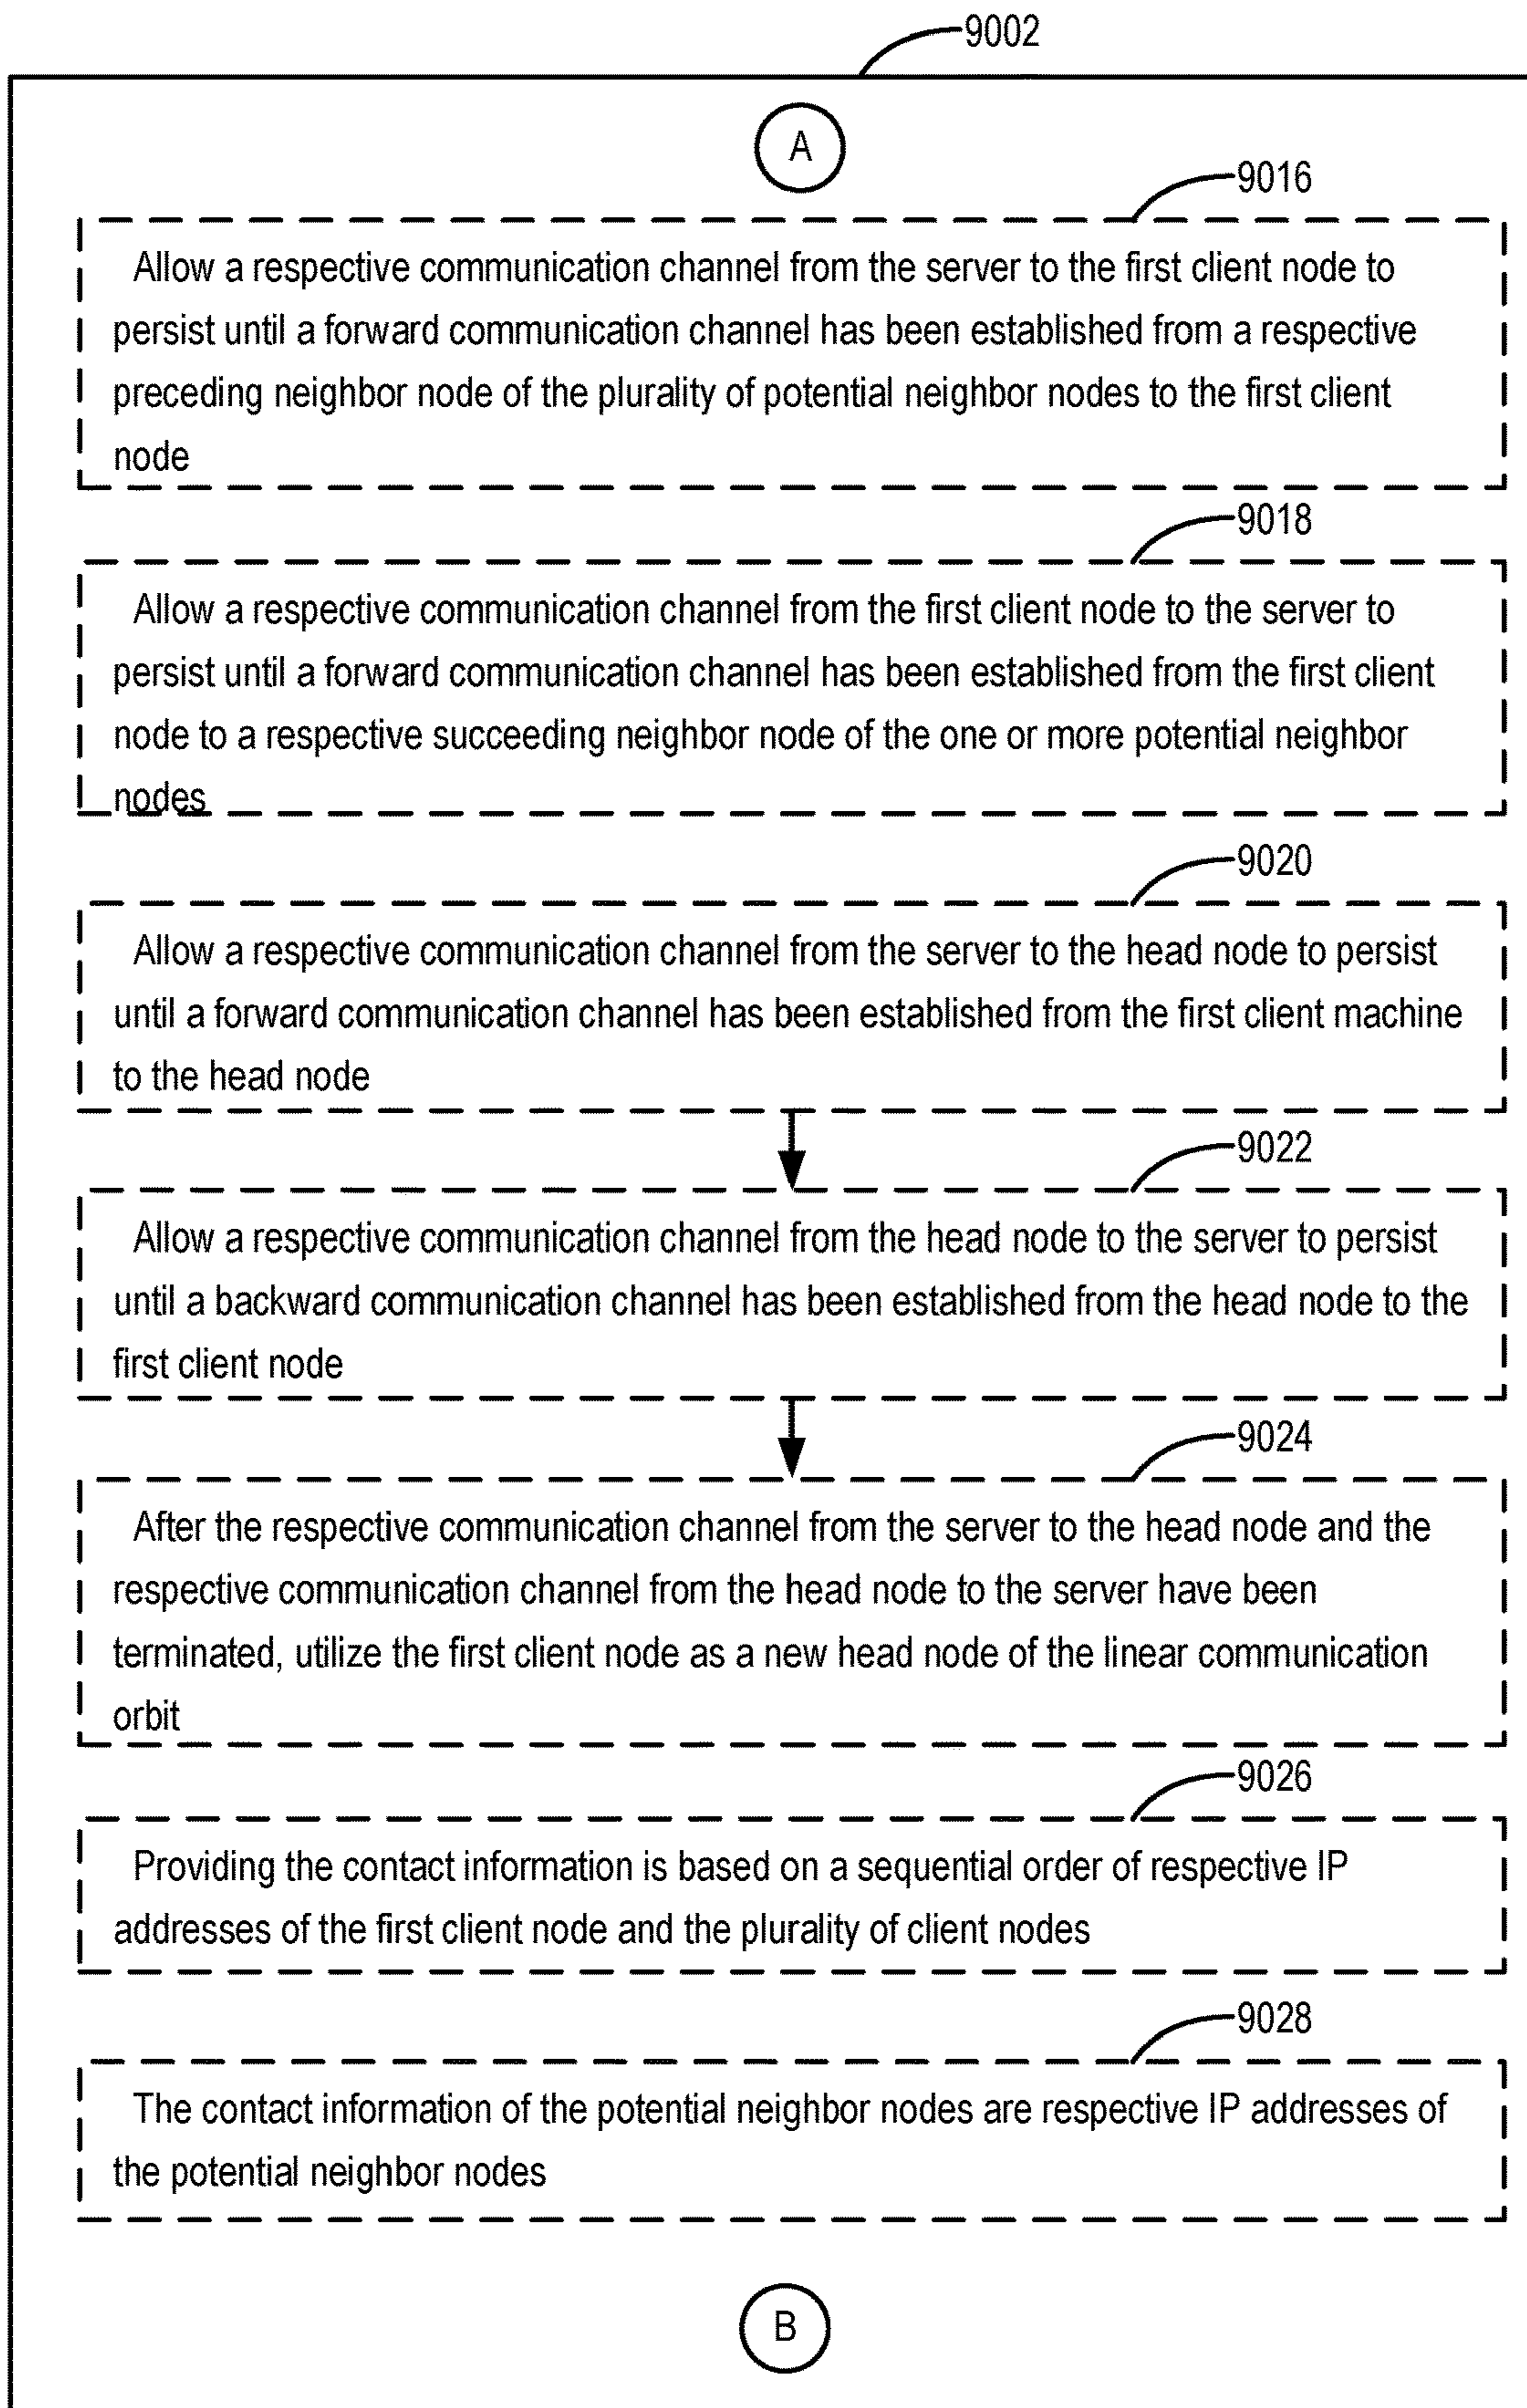 9002
A
9016
Allow a respective communication channel from the server to the first client node to
persist until a forward communication channel has been established from a respective
preceding neighbor node of the plurality of potential neighbor nodes to the first client
node
9018
Allow a respective communication channel from the first client node to the server to
persist until a forward communication channel has been established from the first client
node to a respective succeeding neighbor node of the one or more potential neighbor
nodes
9020
Allow a respective communication channel from the server to the head node to persist
until a forward communication channel has been established from the first client machine
to the head node
9022
Allow a respective communication channel from the head node to the server to persist
until a backward communication channel has been established from the head node to the
first client node
9024
After the respective communication channel from the server to the head node and the
respective communication channel from the head node to the server have been
terminated, utilize the first client node as a new head node of the linear communication
orbit
9026
Providing the contact information is based on a sequential order of respective IP
addresses of the first client node and the plurality of client nodes
9028
The contact information of the potential neighbor nodes are respective IP addresses of
the potential neighbor nodes
B